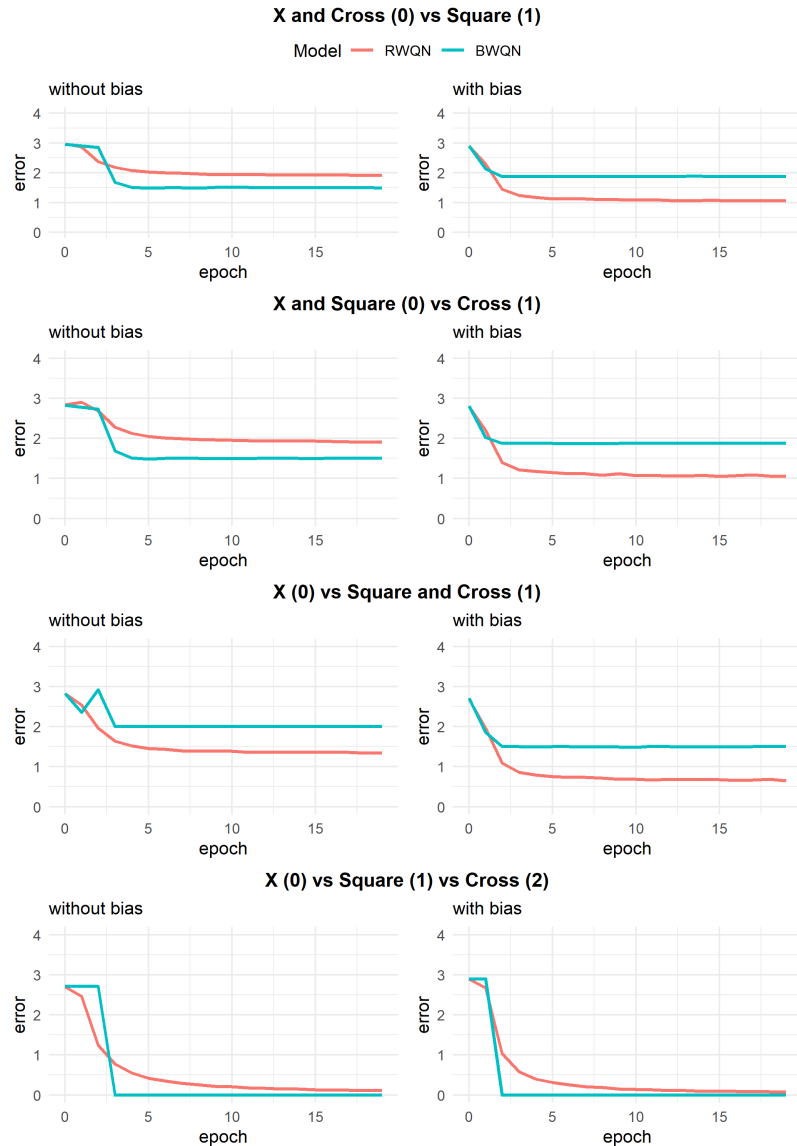 X and Cross (0) vs Square (1)
Model RWQN BWQN
without bias
with bias
4
3
2
1
0
error
0 5 10 15
epoch
4
3
2
1
0
error
0 5 10 15
epoch
X and Square (0) vs Cross (1)
without bias
with bias
4
3
2
1
0
error
0 5 10 15
epoch
4
3
2
1
0
error
0 5 10 15
epoch
X (0) vs Square and Cross (1)
without bias
with bias
4
3
2
1
0
error
0 5 10 15
epoch
4
3
2
1
0
error
0 5 10 15
epoch
X (0) vs Square (1) vs Cross (2)
without bias
with bias
4
3
2
1
0
error
0 5 10 15
epoch
4
3
2
1
0
error
0 5 10 15
epoch